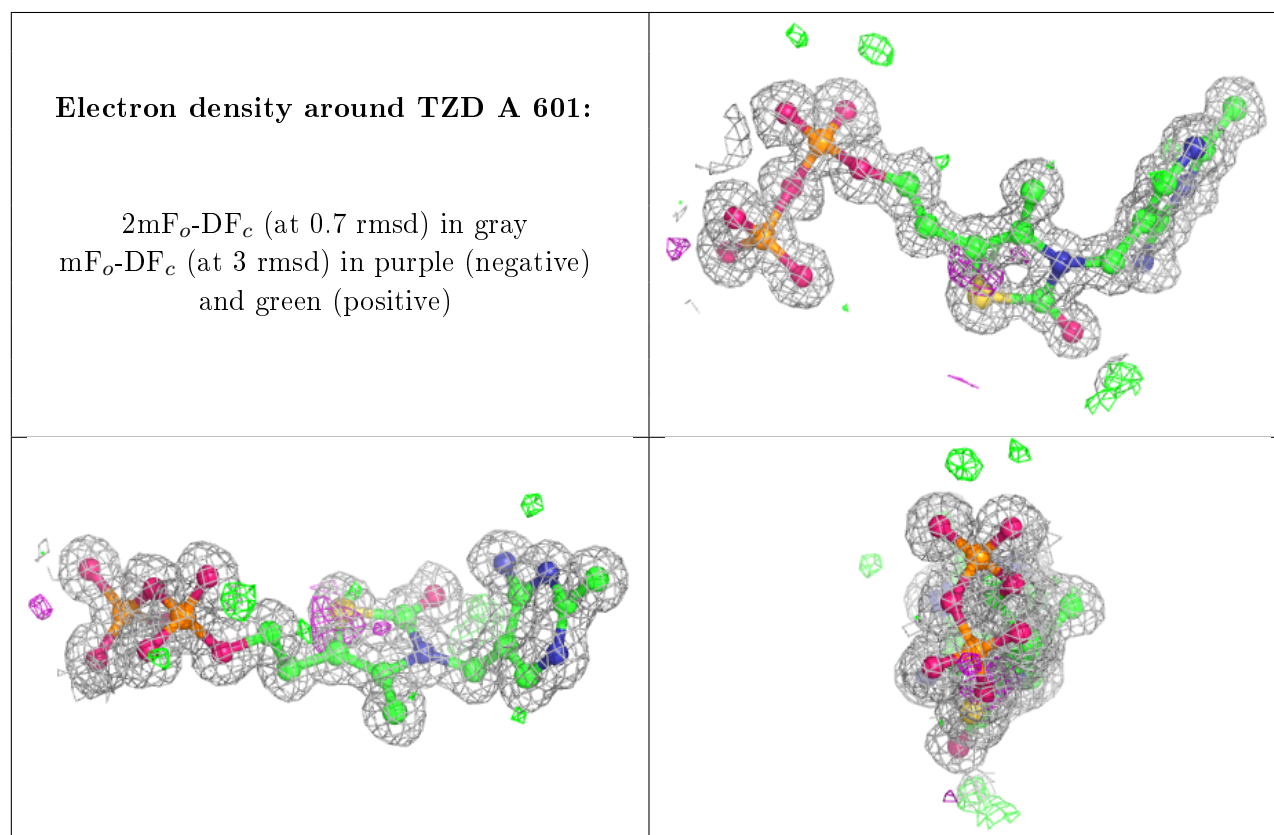 Electron density around TZD A 601:
2mFₒ-DF𝒸 (at 0.7 rmsd) in gray
mFₒ-DF𝒸 (at 3 rmsd) in purple (negative)
and green (positive)